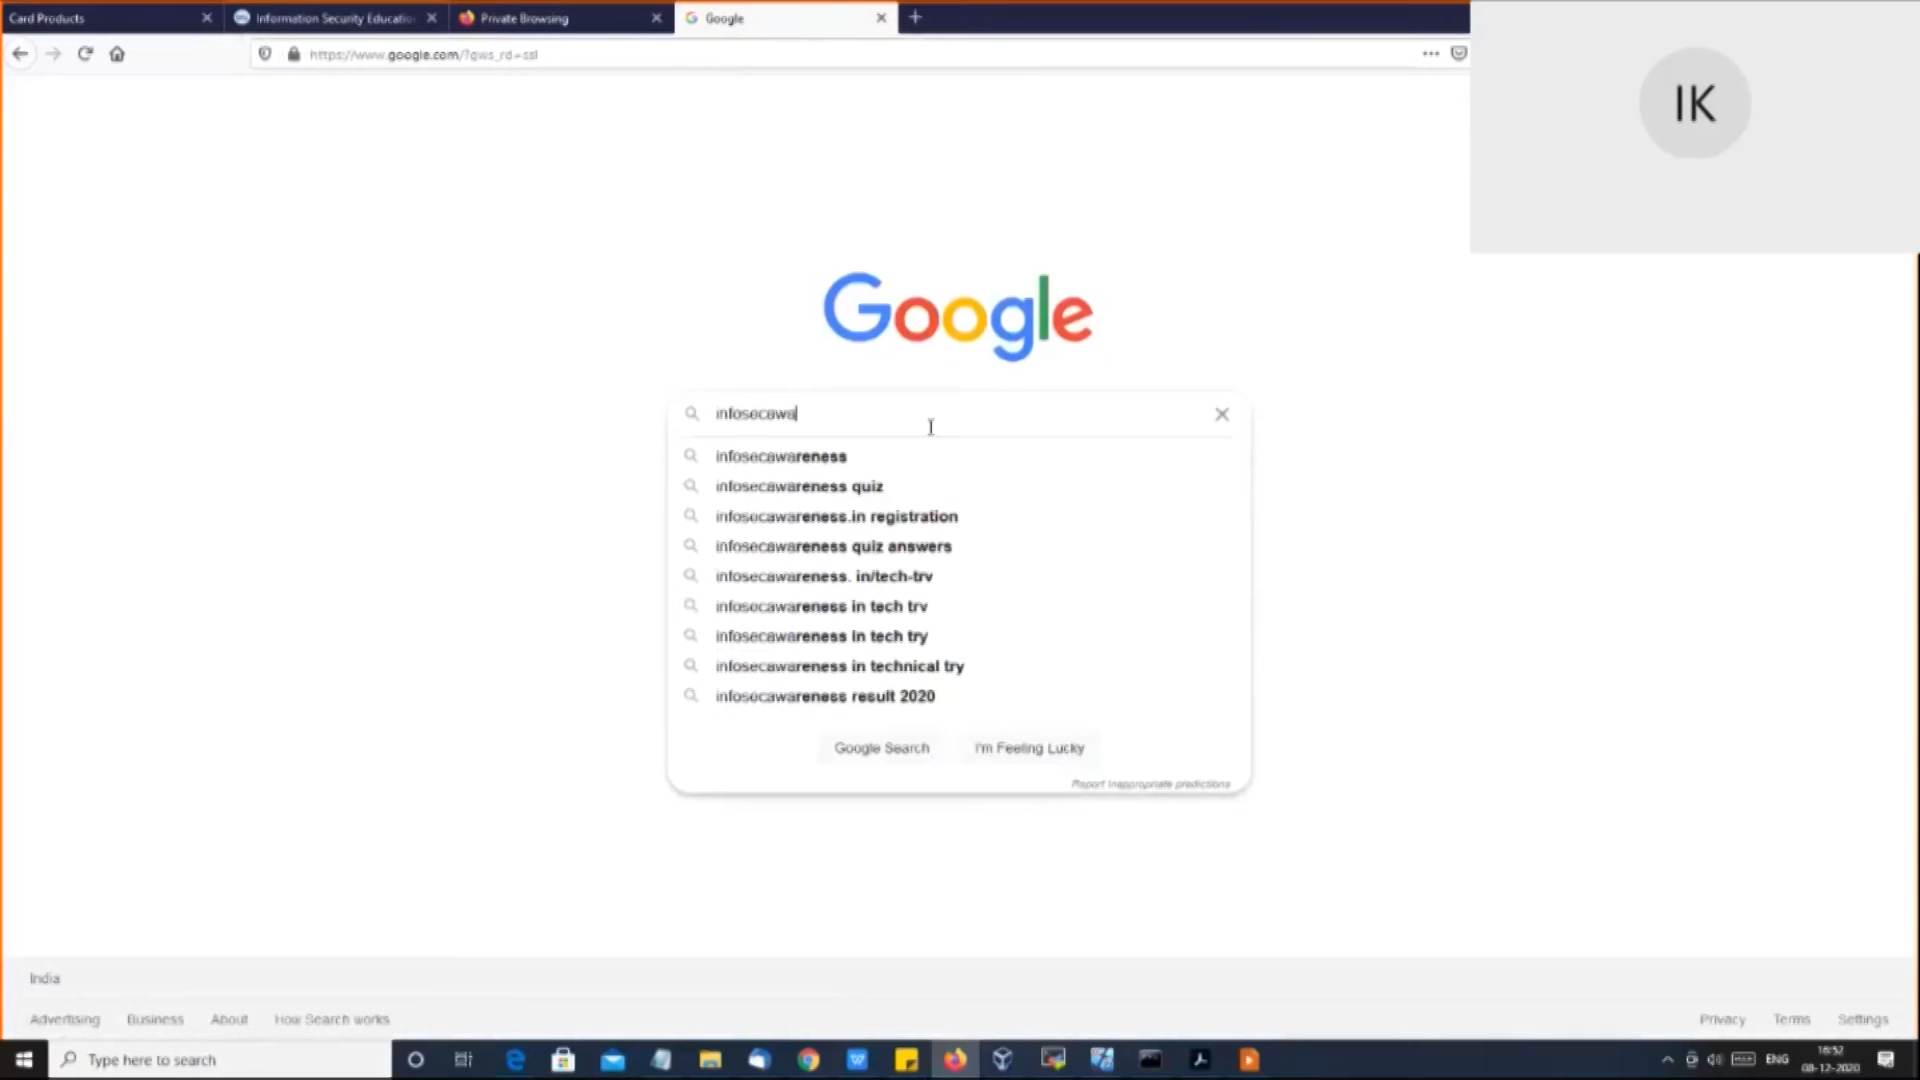 Card Products
Information Security Educatio
Private Browsing
Google
https://www.google.com/?gws_rd=ssl
IK
Google
infosecawa
infosecawareness
infosecawareness quiz
infosecawareness.in registration
infosecawareness quiz answers
infosecawareness. in/tech-trv
infosecawareness in tech trv
infosecawareness in tech try
infosecawareness in technical try
infosecawareness result 2020
Google Search
I'm Feeling Lucky
Report inappropriate predictions
India
Advertising Business About How Search works
Privacy Terms Settings
Type here to search
ENG
16:52
08-12-2020